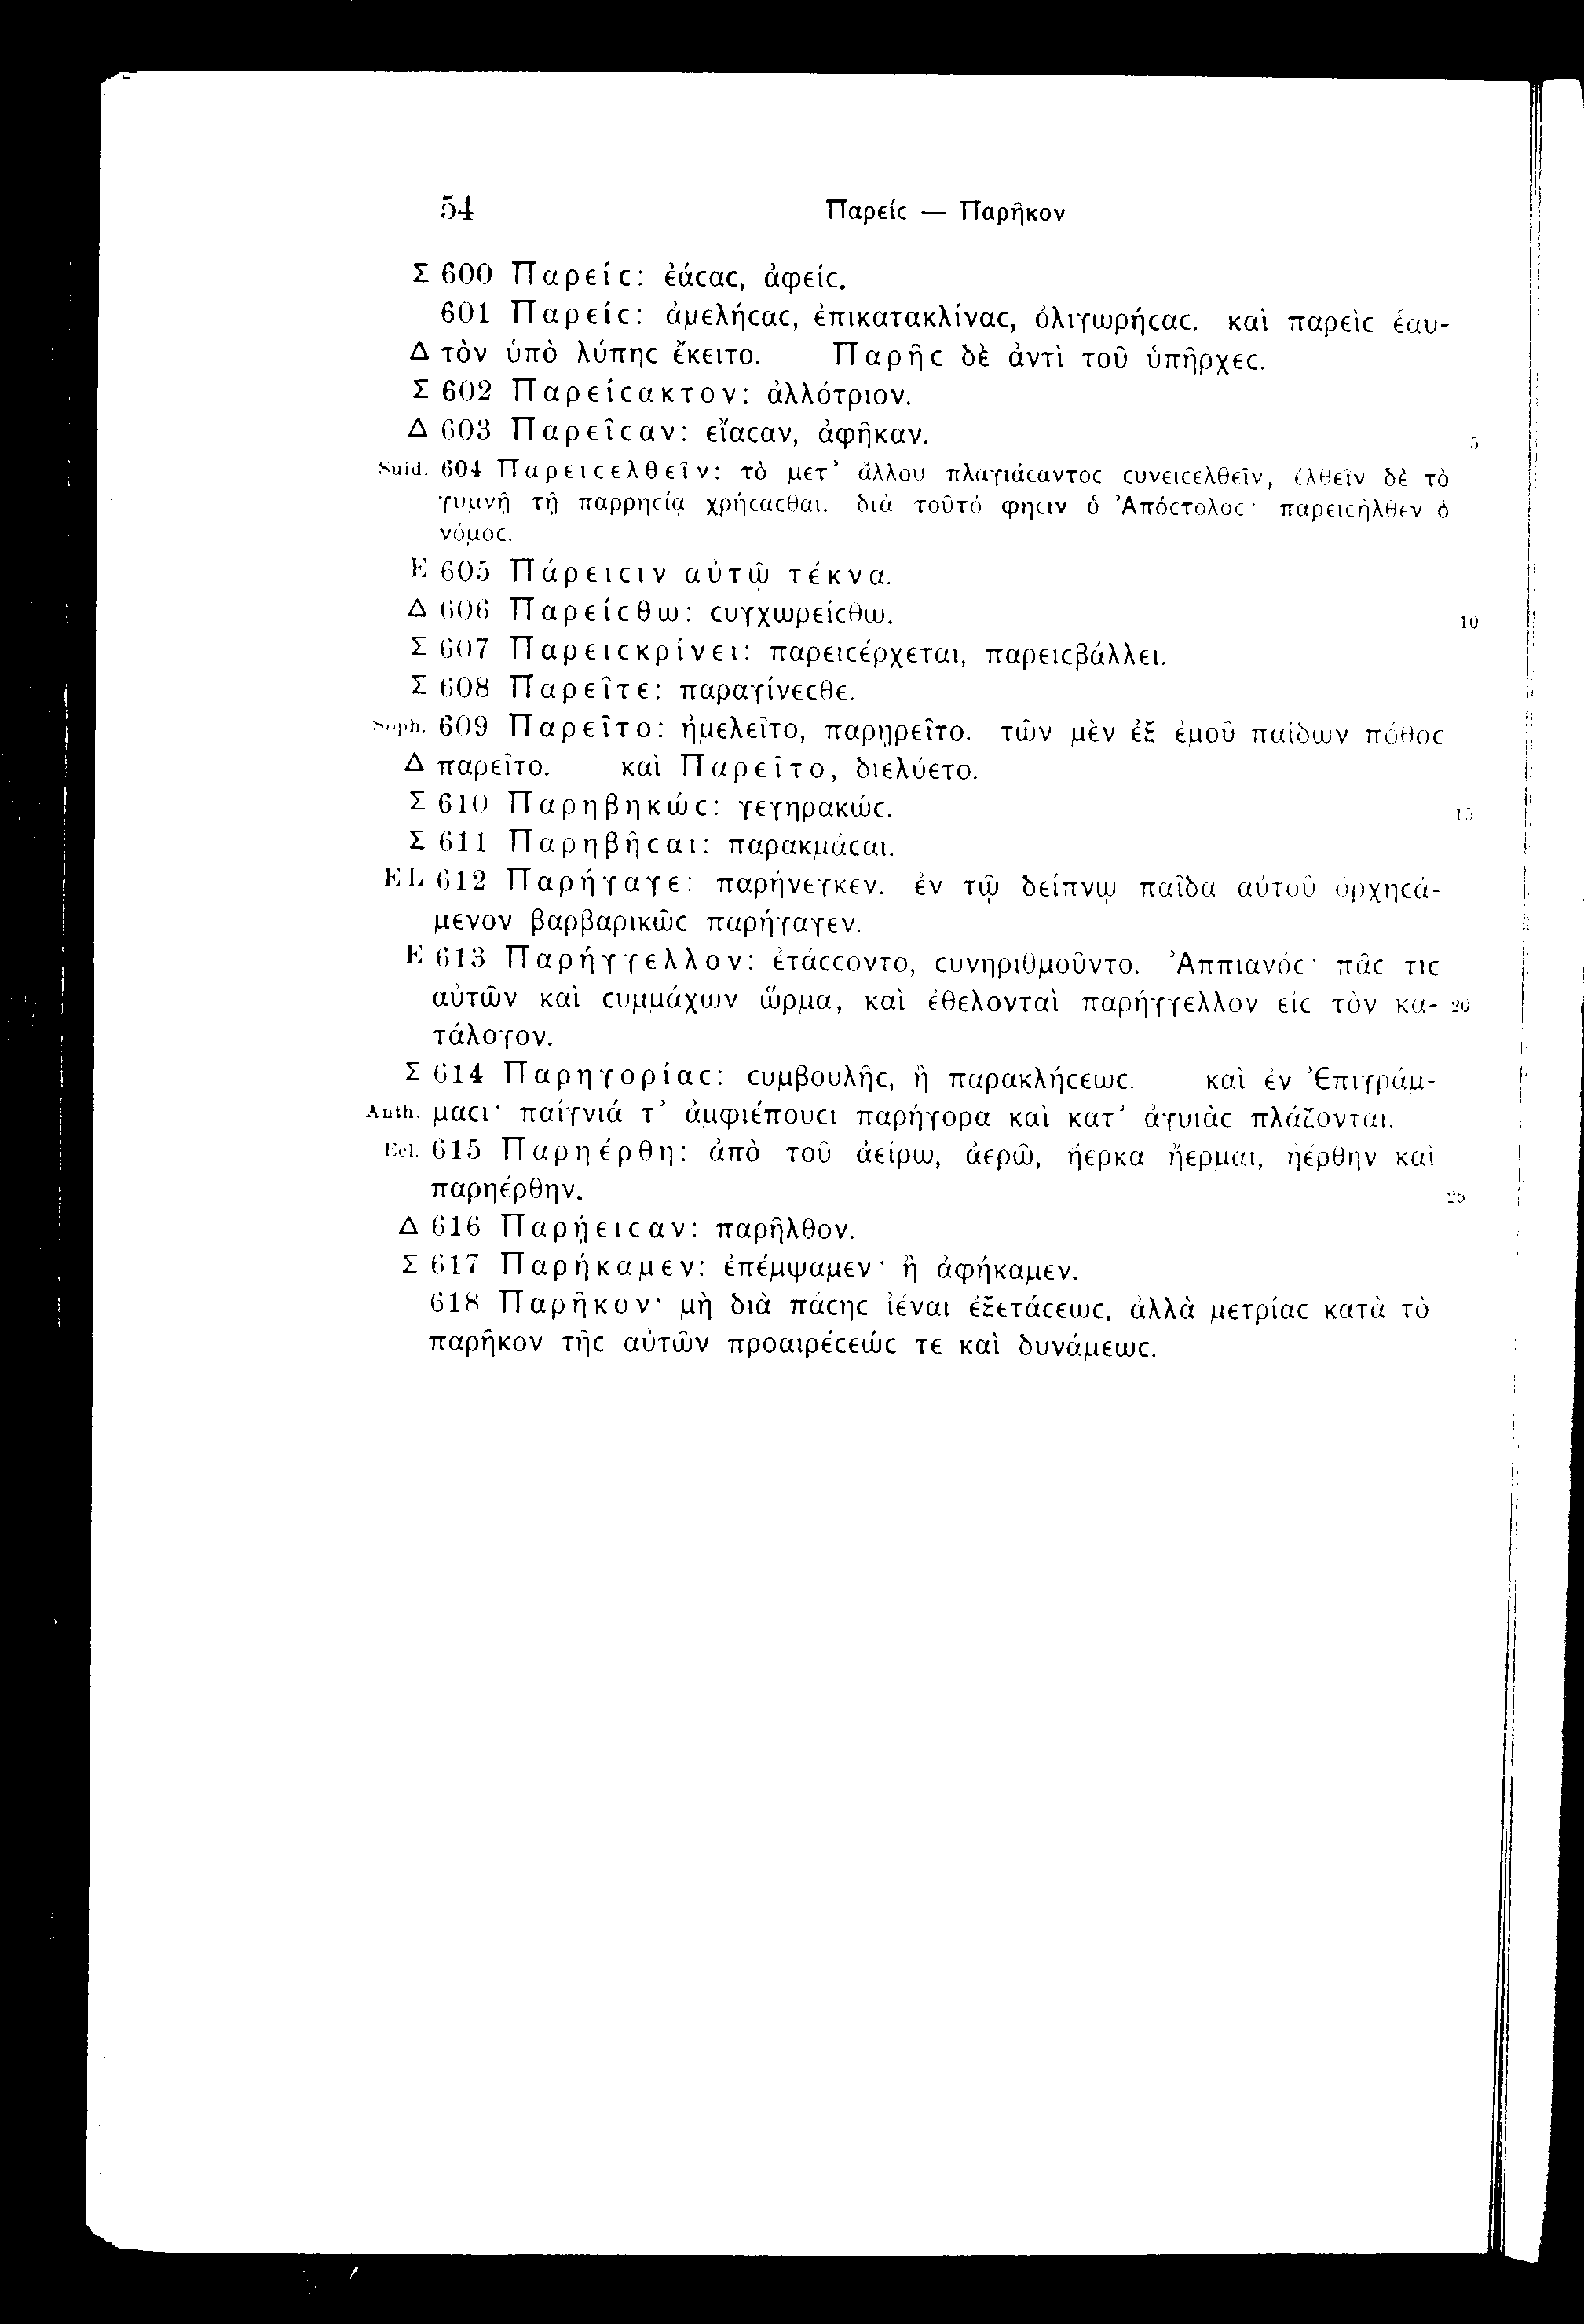 54 Παρείϲ — Παρῆκον
Σ 600 Παρείϲ: ἐάϲαϲ, ἀφείϲ.
601 Παρείϲ: ἀμελήϲαϲ, ἐπικατακλίναϲ, ὀλιγωρήϲαϲ. καὶ παρεὶϲ ἑαυ-
Δ τὸν ὑπὸ λύπηϲ ἔκειτο. Παρῆϲ δὲ ἀντὶ τοῦ ὑπῆρχεϲ.
Σ 602 Παρείϲακτον: ἀλλότριον.
Δ 603 Παρεῖϲαν: εἴαϲαν, ἀφῆκαν. 5
Suid. 604 Παρειϲελθεῖν: τὸ μετ’ ἄλλου πλαγιάϲαντοϲ ϲυνειϲελθεῖν, ἐλθεῖν δὲ τὸ
γυμνῇ τῇ παρρηϲίᾳ χρήϲαϲθαι. διὰ τοῦτό φηϲιν ὁ Ἀπόϲτολοϲ· παρειϲῆλθεν ὁ
νόμοϲ.
E 605 Πάρειϲιν αὐτῷ τέκνα.
Δ 606 Παρείϲθω: ϲυγχωρείϲθω. 10
Σ 607 Παρειϲκρίνει: παρειϲέρχεται, παρειϲβάλλει.
Σ 608 Παρεῖτε: παραγίνεϲθε.
Soph. 609 Παρεῖτο: ἠμελεῖτο, παρῃρεῖτο. τῶν μὲν ἐξ ἐμοῦ παίδων πόθοϲ
Δ παρεῖτο. καὶ Παρεῖτο, διελύετο.
Σ 610 Παρηβηκώϲ: γεγηρακώϲ. 15
Σ 611 Παρηβῆϲαι: παρακμάϲαι.
EL 612 Παρήγαγε: παρήνεγκεν. ἐν τῷ δείπνῳ παῖδα αὐτοῦ ὀρχηϲά-
μενον βαρβαρικῶϲ παρήγαγεν.
E 613 Παρήγγελλον: ἐτάϲϲοντο, ϲυνηριθμοῦντο. Ἀππιανόϲ· πᾶϲ τιϲ
αὐτῶν καὶ ϲυμμάχων ὥρμα, καὶ ἐθελονταὶ παρήγγελλον εἰϲ τὸν κα- 20
τάλογον.
Σ 614 Παρηγορίαϲ: ϲυμβουλῆϲ, ἢ παρακλήϲεωϲ. καὶ ἐν Ἐπιγράμ-
Anth. μαϲι· παίγνιά τ’ ἀμφιέπουϲι παρήγορα καὶ κατ’ ἀγυιὰϲ πλάζονται.
Ecl. 615 Παρηέρθη: ἀπὸ τοῦ ἀείρω, ἀερῶ, ἤερκα ἤερμαι, ἠέρθην καὶ
παρηέρθην. 25
Δ 616 Παρῄειϲαν: παρῆλθον.
Σ 617 Παρήκαμεν: ἐπέμψαμεν· ἢ ἀφήκαμεν.
618 Παρῆκον· μὴ διὰ πάϲηϲ ἰέναι ἐξετάϲεωϲ, ἀλλὰ μετρίαϲ κατὰ τὸ
παρῆκον τῆϲ αὐτῶν προαιρέϲεώϲ τε καὶ δυνάμεωϲ.